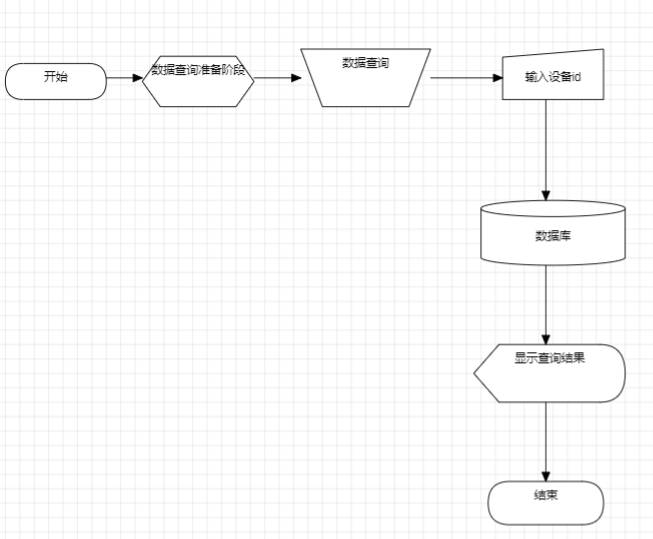 开始
数据查询准备阶段
数据查询
输入设备id
数据库
显示查询结果
结束